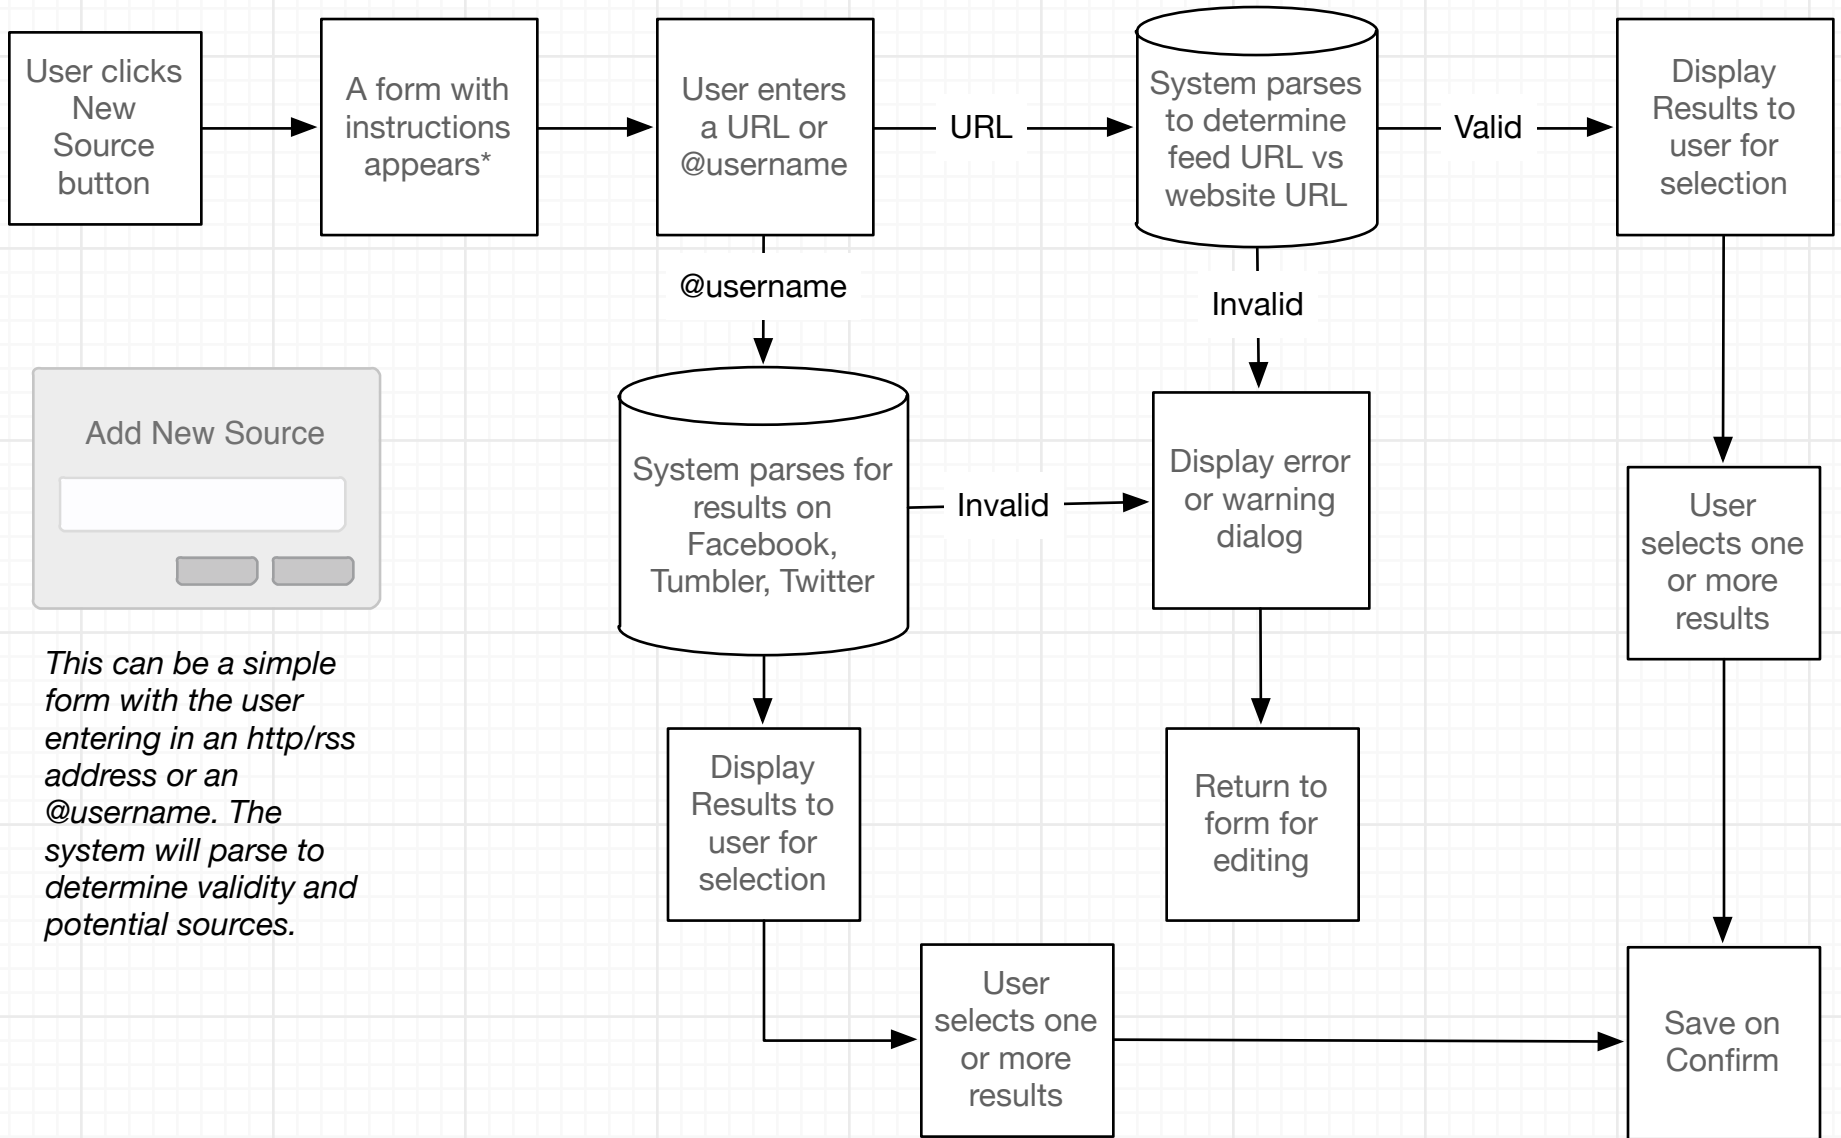 User clicks
New
Source
button
A form with
instructions
appears*
User enters
a URL or
@username
URL
System parses
to determine
feed URL vs
website URL
Valid
Display
Results to
user for
selection
@username
Invalid
Add New Source
System parses for
results on
Facebook,
Tumbler, Twitter
Invalid
Display error
or warning
dialog
User
selects one
or more
results
This can be a simple
form with the user
entering in an http/rss
address or an
@username. The
system will parse to
determine validity and
potential sources.
Display
Results to
user for
selection
Return to
form for
editing
User
selects one
or more
results
Save on
Confirm